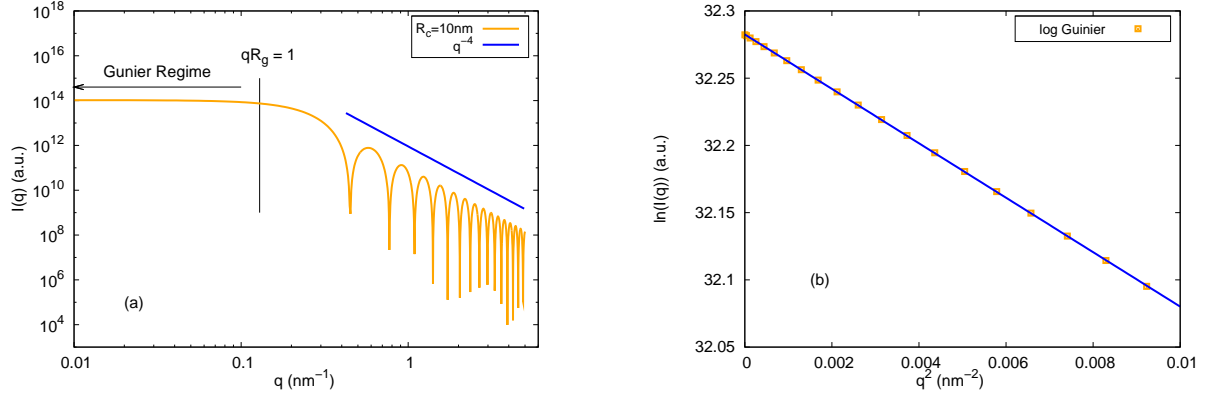 10^18
10^16
10^14
10^12
10^10
10^8
10^6
10^4
I(q) (a.u.)
0.01
0.1
1
q (nm^−1)
R_c=10nm
q^−4
Gunier Regime
qR_g = 1
(a)
32.3
32.25
32.2
32.15
32.1
32.05
ln(I(q)) (a.u.)
0
0.002
0.004
0.006
0.008
0.01
q^2 (nm^−2)
log Guinier
(b)